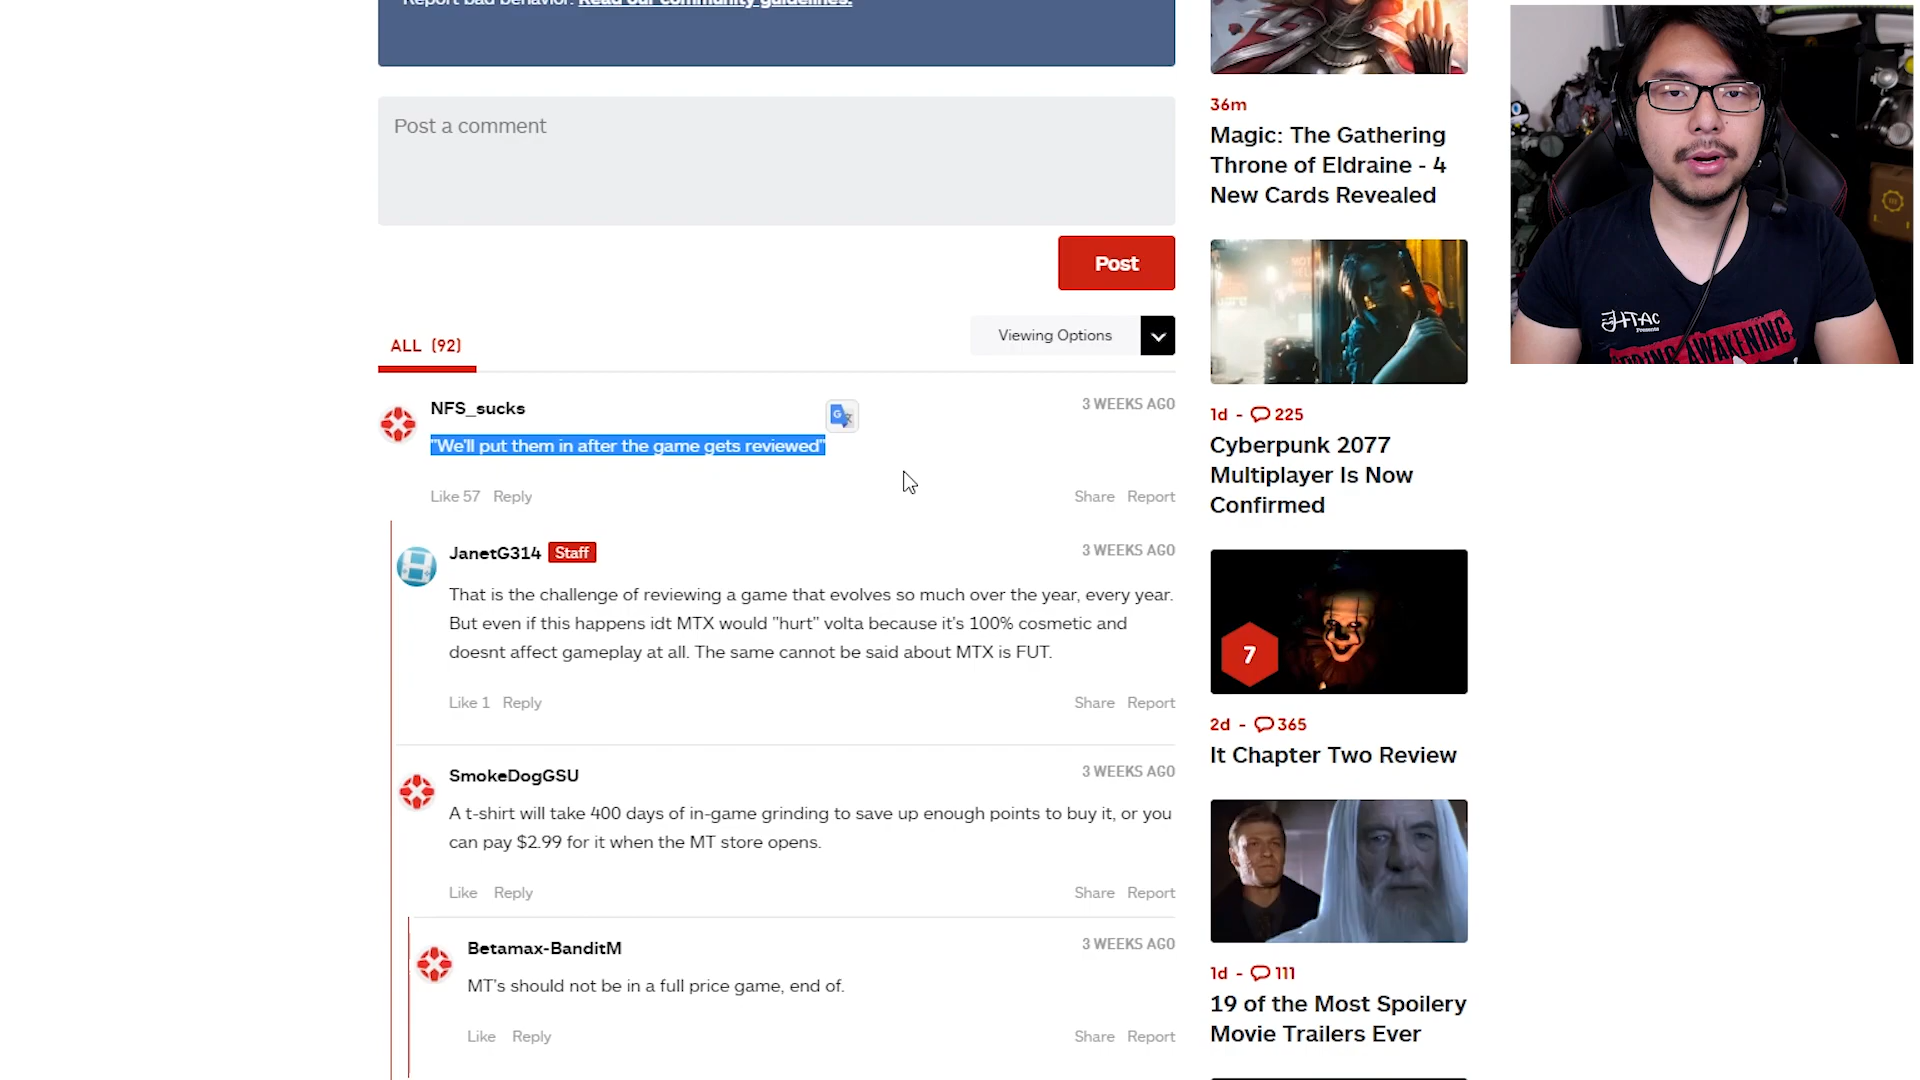 Report bad behavior. Read our community guidelines.
Post a comment
Post
ALL (92)
Viewing Options
NFS_sucks
3 WEEKS AGO
"We'll put them in after the game gets reviewed"
Like 57 Reply
Share Report
JanetG314 Staff
3 WEEKS AGO
That is the challenge of reviewing a game that evolves so much over the year, every year.
But even if this happens idt MTX would "hurt" volta because it's 100% cosmetic and
doesnt affect gameplay at all. The same cannot be said about MTX is FUT.
Like 1 Reply
Share Report
SmokeDogGSU
3 WEEKS AGO
A t-shirt will take 400 days of in-game grinding to save up enough points to buy it, or you
can pay $2.99 for it when the MT store opens.
Like Reply
Share Report
Betamax-BanditM
3 WEEKS AGO
MT's should not be in a full price game, end of.
Like Reply
Share Report
36m
Magic: The Gathering
Throne of Eldraine - 4
New Cards Revealed
1d - 225
Cyberpunk 2077
Multiplayer Is Now
Confirmed
7
2d - 365
It Chapter Two Review
1d - 111
19 of the Most Spoilery
Movie Trailers Ever
AWAKENING